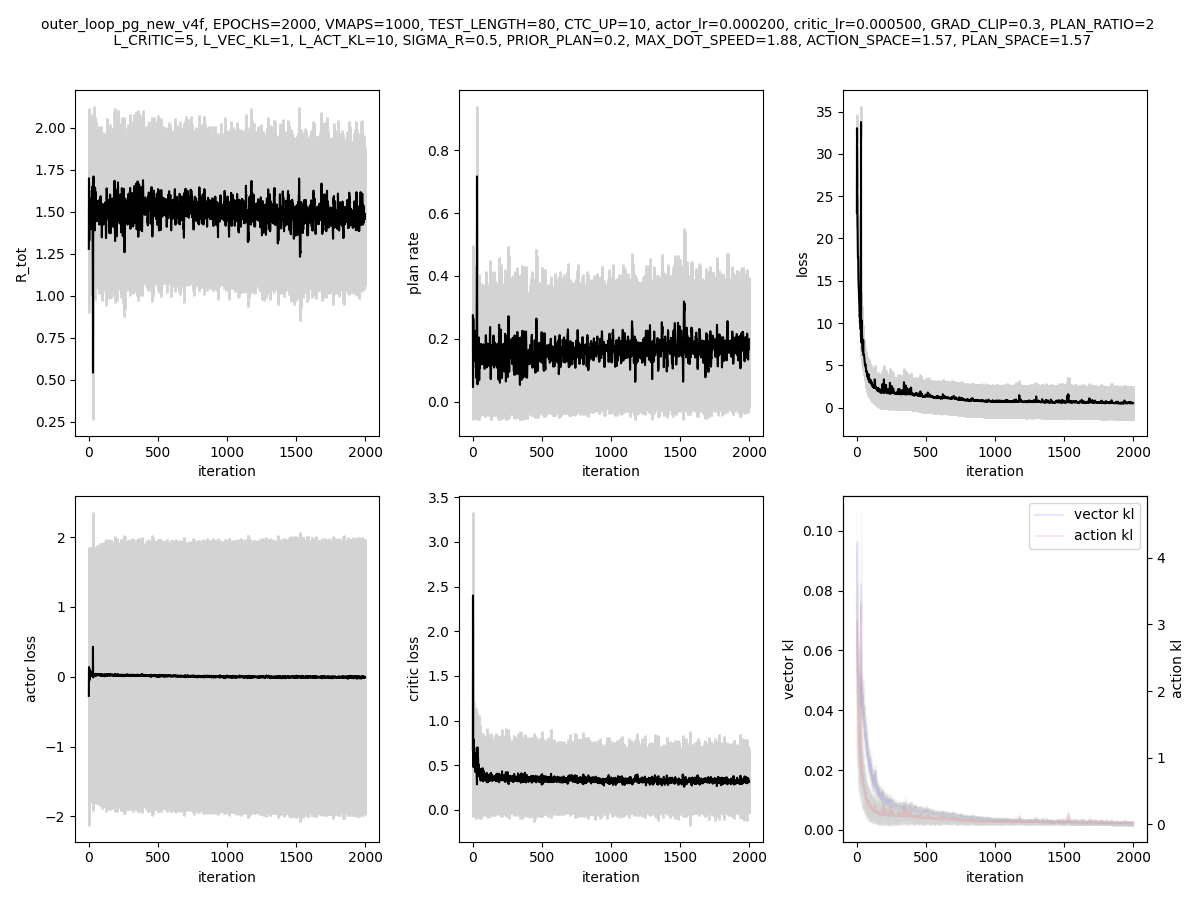 outer_loop_pg_new_v4f, EPOCHS=2000, VMAPS=1000, TEST_LENGTH=80, CTC_UP=10, actor_lr=0.000200, critic_lr=0.000500, GRAD_CLIP=0.3, PLAN_RATIO=2
L_CRITIC=5, L_VEC_KL=1, L_ACT_KL=10, SIGMA_R=0.5, PRIOR_PLAN=0.2, MAX_DOT_SPEED=1.88, ACTION_SPACE=1.57, PLAN_SPACE=1.57
R_tot
2.00
1.75
1.50
1.25
1.00
0.75
0.50
0.25
0 500 1000 1500 2000
iteration
plan rate
0.8
0.6
0.4
0.2
0.0
0 500 1000 1500 2000
iteration
loss
35
30
25
20
15
10
5
0
0 500 1000 1500 2000
iteration
actor loss
2
1
0
−1
−2
0 500 1000 1500 2000
iteration
critic loss
3.5
3.0
2.5
2.0
1.5
1.0
0.5
0.0
0 500 1000 1500 2000
iteration
vector kl
0.10
0.08
0.06
0.04
0.02
0.00
vector kl
action kl
0 500 1000 1500 2000
iteration
4
3
2
1
0
action kl